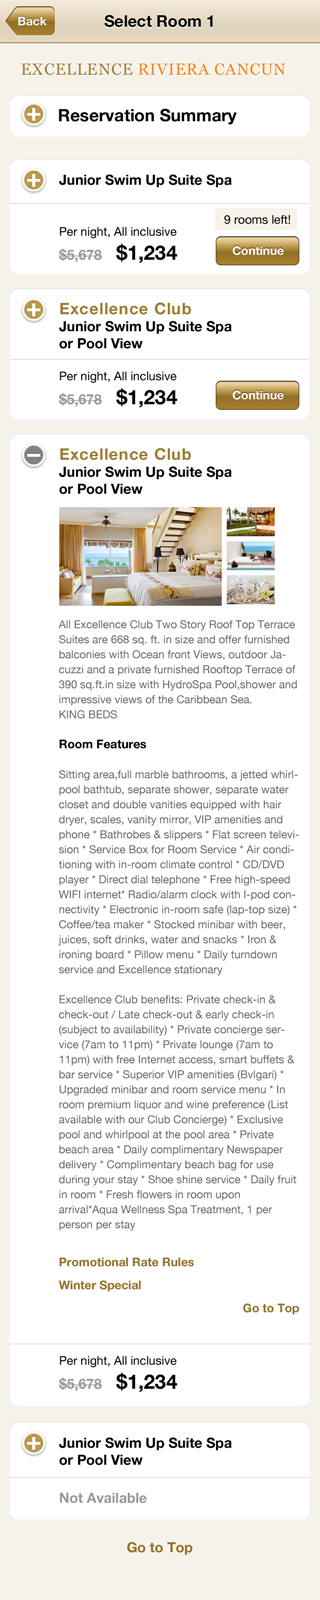 Back
Select Room 1
EXCELLENCE RIVIERA CANCUN
Reservation Summary
Junior Swim Up Suite Spa
9 rooms left!
Per night, All inclusive
$5,678 $1,234
Continue
Excellence Club
Junior Swim Up Suite Spa
or Pool View
Per night, All inclusive
$5,678 $1,234
Continue
Excellence Club
Junior Swim Up Suite Spa
or Pool View
All Excellence Club Two Story Roof Top Terrace
Suites are 668 sq. ft. in size and offer furnished
balconies with Ocean front Views, outdoor Ja-
cuzzi and a private furnished Rooftop Terrace of
390 sq.ft.in size with HydroSpa Pool,shower and
impressive views of the Caribbean Sea.
KING BEDS
Room Features
Sitting area,full marble bathrooms, a jetted whirl-
pool bathtub, separate shower, separate water
closet and double vanities equipped with hair
dryer, scales, vanity mirror, VIP amenities and
phone * Bathrobes & slippers * Flat screen televi-
sion * Service Box for Room Service * Air condi-
tioning with in-room climate control * CD/DVD
player * Direct dial telephone * Free high-speed
WIFI internet* Radio/alarm clock with I-pod con-
nectivity * Electronic in-room safe (lap-top size) *
Coffee/tea maker * Stocked minibar with beer,
juices, soft drinks, water and snacks * Iron &
ironing board * Pillow menu * Daily turndown
service and Excellence stationary
Excellence Club benefits: Private check-in &
check-out / Late check-out & early check-in
(subject to availability) * Private concierge ser-
vice (7am to 11pm) * Private lounge (7am to
11pm) with free Internet access, smart buffets &
bar service * Superior VIP amenities (Bvlgari) *
Upgraded minibar and room service menu * In
room premium liquor and wine preference (List
available with our Club Concierge) * Exclusive
pool and whirlpool at the pool area * Private
beach area * Daily complimentary Newspaper
delivery * Complimentary beach bag for use
during your stay * Shoe shine service * Daily fruit
in room * Fresh flowers in room upon
arrival*Aqua Wellness Spa Treatment, 1 per
person per stay
Promotional Rate Rules
Winter Special
Go to Top
Per night, All inclusive
$5,678 $1,234
Junior Swim Up Suite Spa
or Pool View
Not Available
Go to Top